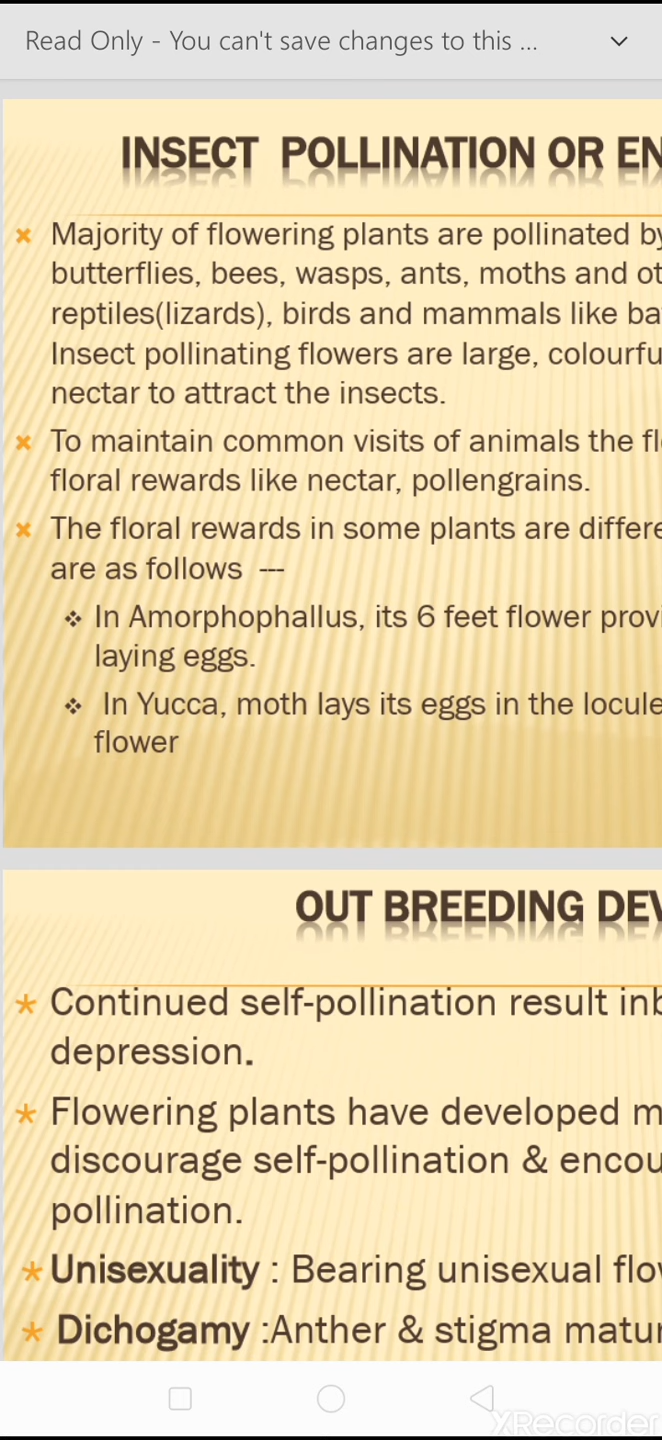 Read Only - You can't save changes to this ...
INSECT POLLINATION OR EN
Majority of flowering plants are pollinated by
butterflies, bees, wasps, ants, moths and ot
reptiles(lizards), birds and mammals like ba
Insect pollinating flowers are large, colourfu
nectar to attract the insects.
To maintain common visits of animals the fl
floral rewards like nectar, pollengrains.
The floral rewards in some plants are differe
are as follows ---
In Amorphophallus, its 6 feet flower provi
laying eggs.
In Yucca, moth lays its eggs in the locule
flower
OUT BREEDING DEV
Continued self-pollination result inb
depression.
Flowering plants have developed m
discourage self-pollination & encou
pollination.
Unisexuality : Bearing unisexual flow
Dichogamy :Anther & stigma matur
XRecorder